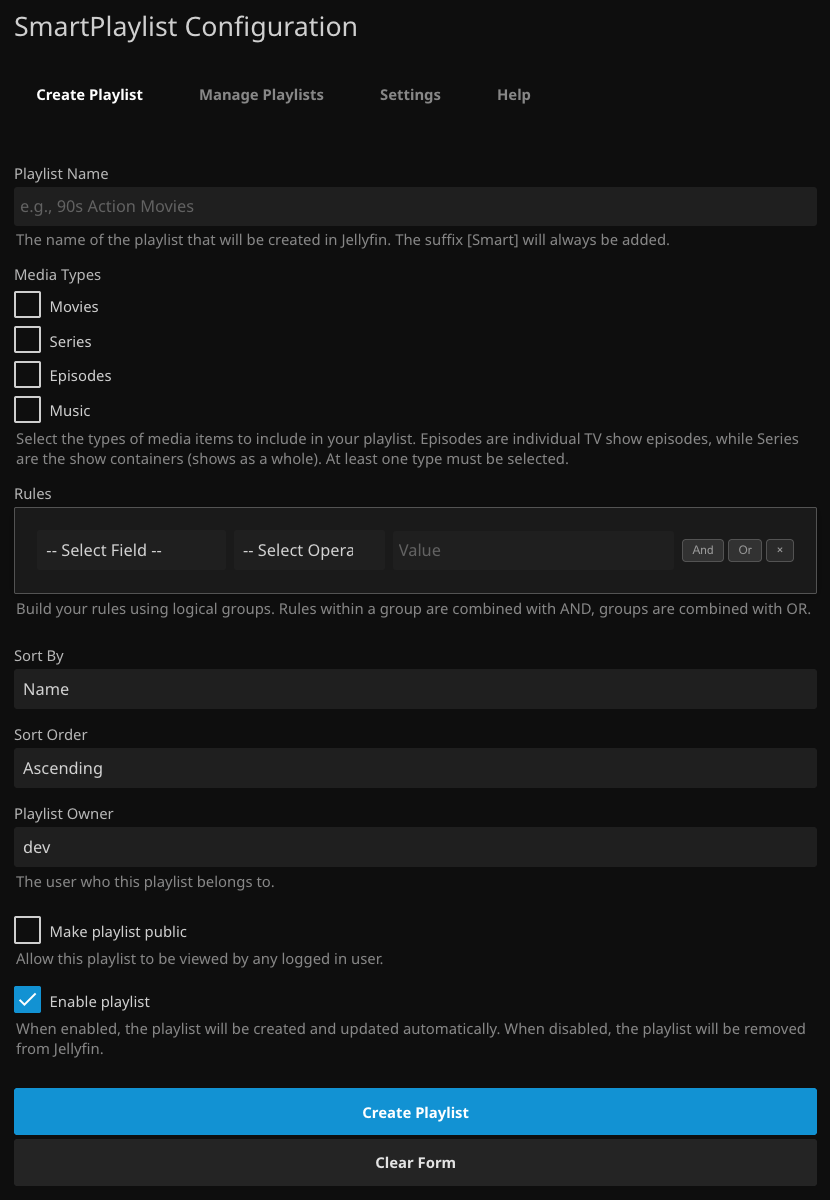 SmartPlaylist Configuration
Create Playlist Manage Playlists Settings Help
Playlist Name
e.g., 90s Action Movies
The name of the playlist that will be created in Jellyfin. The suffix [Smart] will always be added.
Media Types
Movies
Series
Episodes
Music
Select the types of media items to include in your playlist. Episodes are individual TV show episodes, while Series
are the show containers (shows as a whole). At least one type must be selected.
Rules
-- Select Field -- -- Select Opera Value And Or ×
Build your rules using logical groups. Rules within a group are combined with AND, groups are combined with OR.
Sort By
Name
Sort Order
Ascending
Playlist Owner
dev
The user who this playlist belongs to.
Make playlist public
Allow this playlist to be viewed by any logged in user.
Enable playlist
When enabled, the playlist will be created and updated automatically. When disabled, the playlist will be removed
from Jellyfin.
Create Playlist
Clear Form